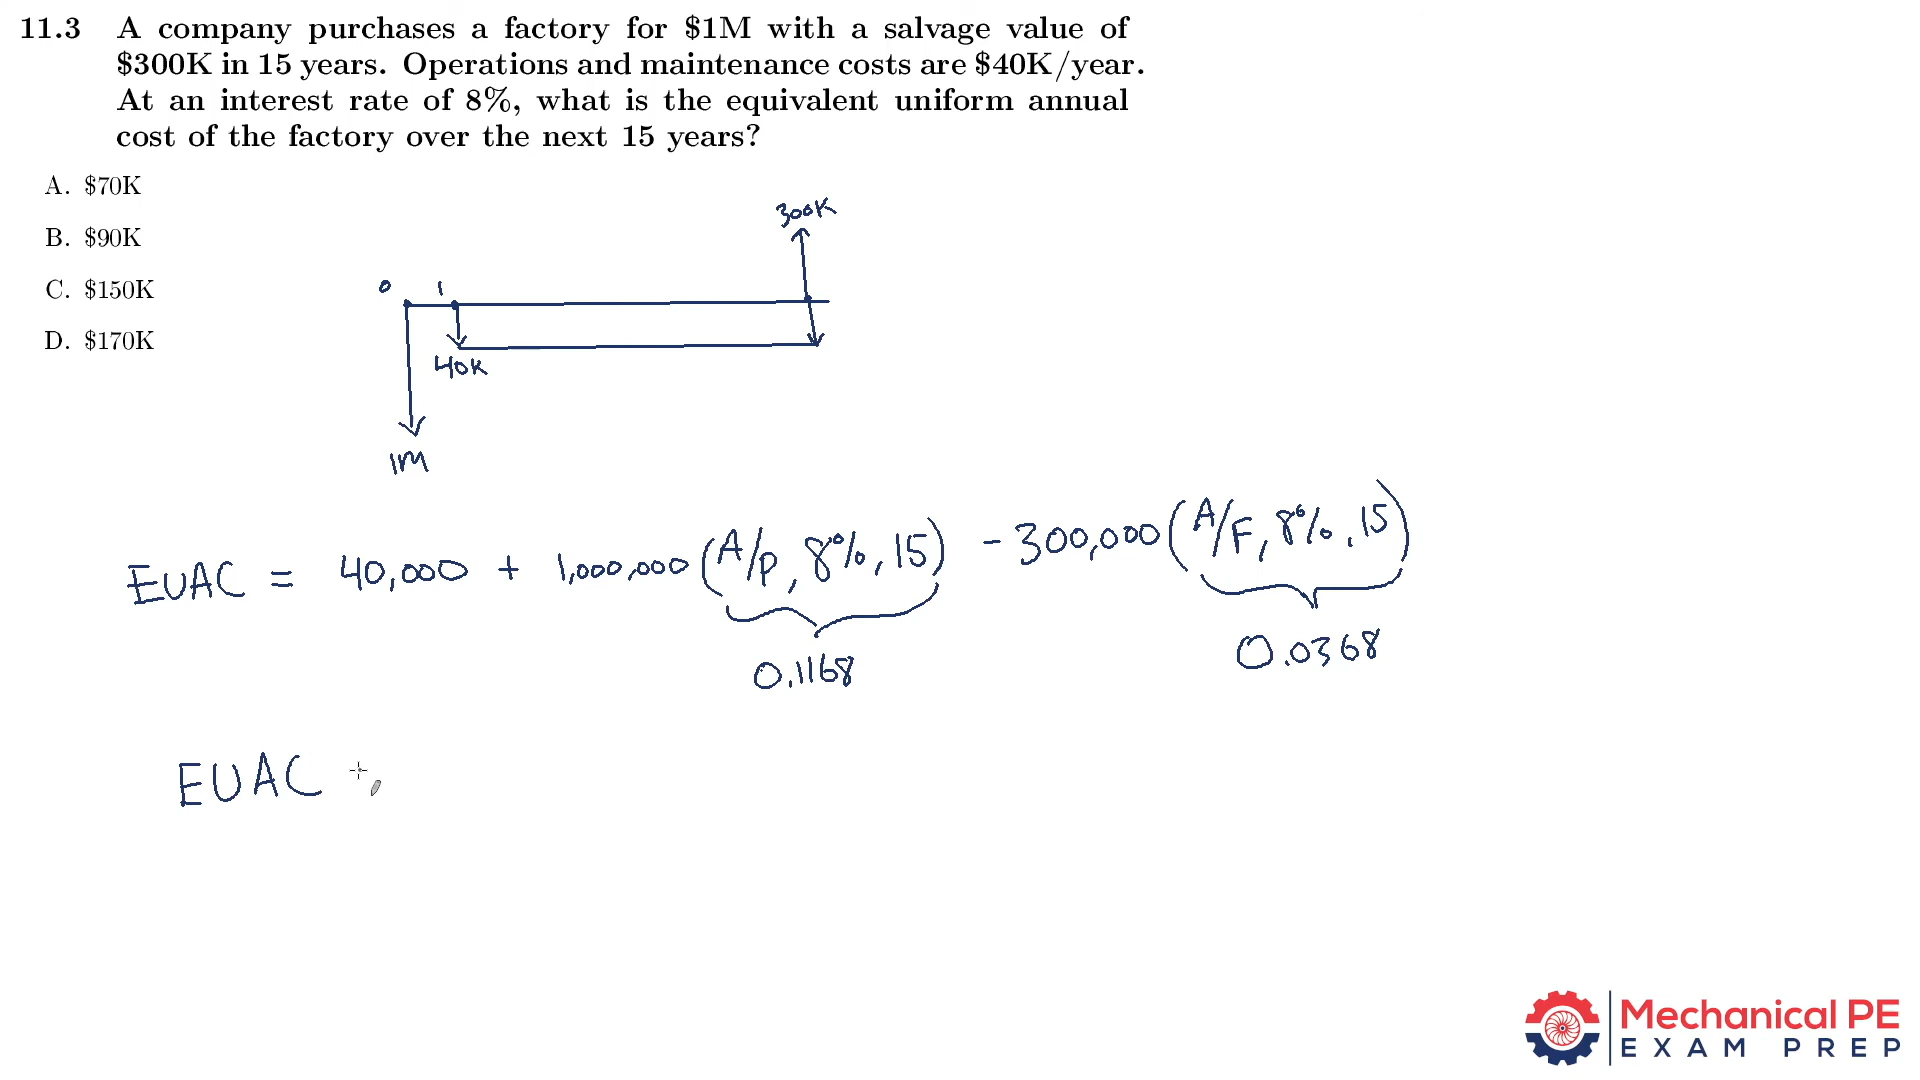 11.3 A company purchases a factory for $1M with a salvage value of
$300K in 15 years. Operations and maintenance costs are $40K/year.
At an interest rate of 8%, what is the equivalent uniform annual
cost of the factory over the next 15 years?
A. $70K
B. $90K
C. $150K
D. $170K
300K
0 1
40K
1M
EUAC = 40,000 + 1,000,000 (A/P, 8%, 15) - 300,000 (A/F, 8%, 15)
0.1168 0.0368
EUAC
Mechanical PE
EXAM PREP